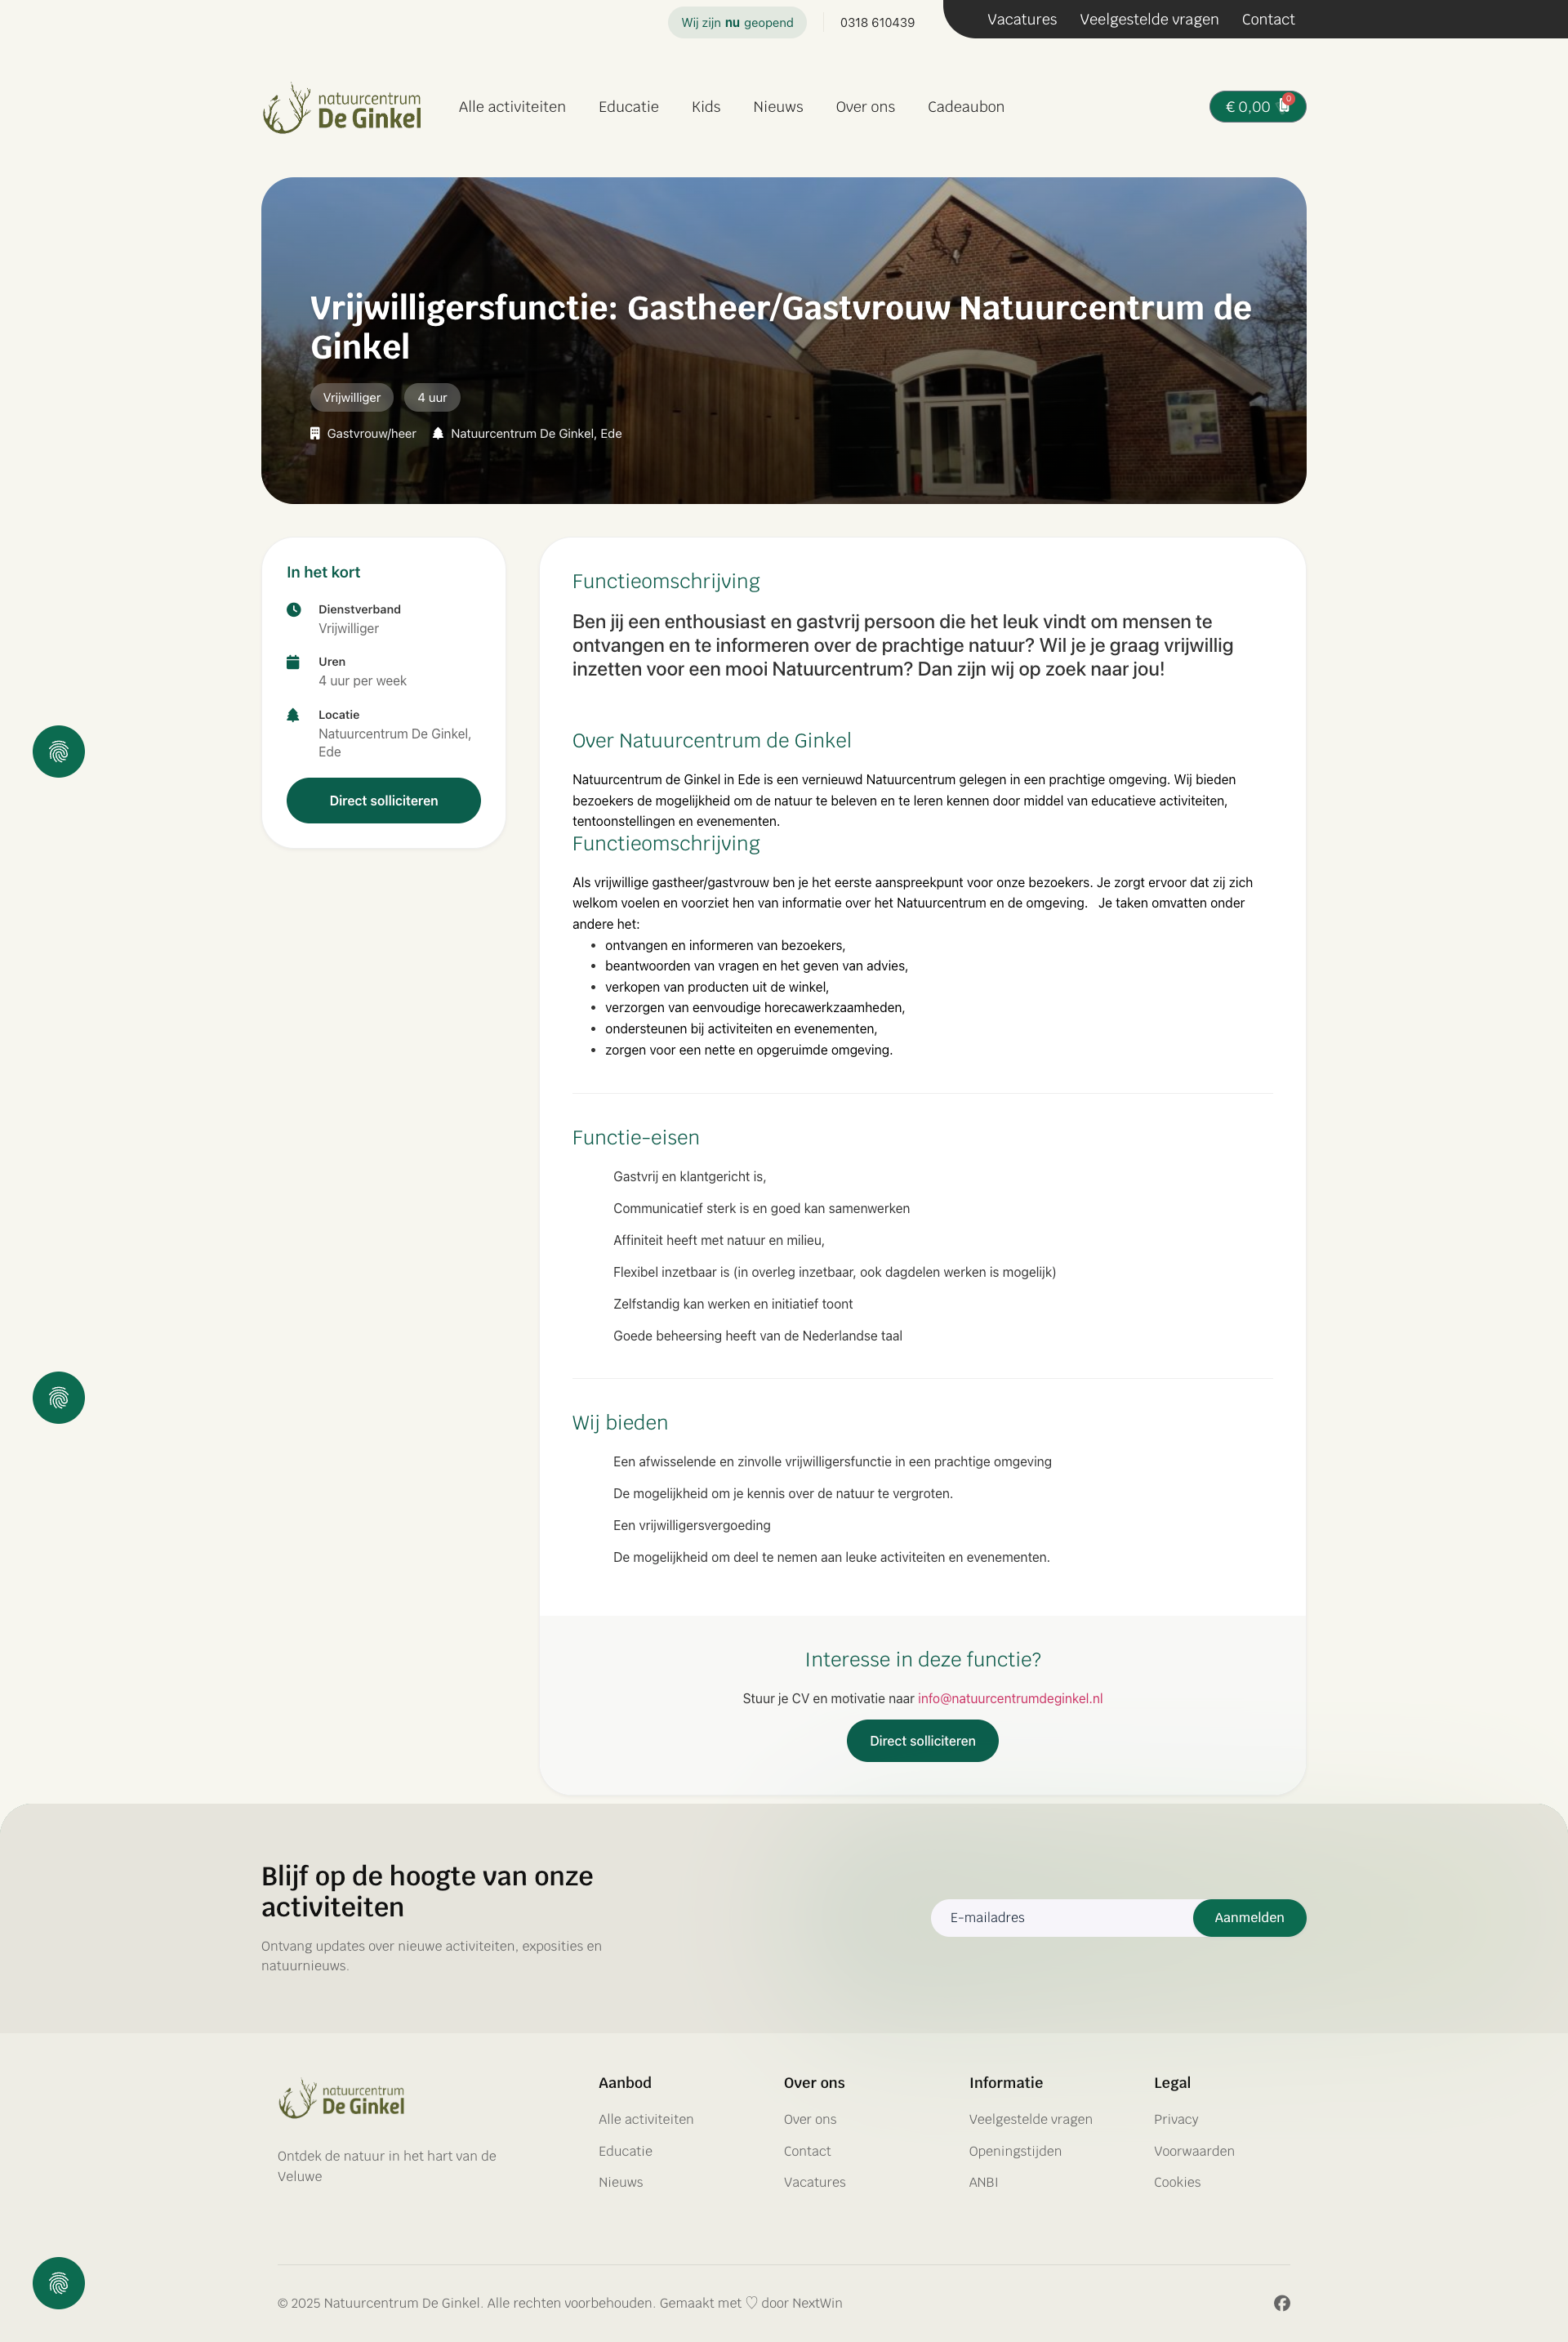 Wij zijn nu geopend
0318 610439
Vacatures
Veelgestelde vragen
Contact
natuurcentrum
De Ginkel
Alle activiteiten
Educatie
Kids
Nieuws
Over ons
Cadeaubon
€ 0,00
0
Vrijwilligersfunctie: Gastheer/Gastvrouw Natuurcentrum de
Ginkel
Vrijwilliger
4 uur
Gastvrouw/heer
Natuurcentrum De Ginkel, Ede
In het kort
Dienstverband
Vrijwilliger
Uren
4 uur per week
Locatie
Natuurcentrum De Ginkel,
Ede
Direct solliciteren
Functieomschrijving
Ben jij een enthousiast en gastvrij persoon die het leuk vindt om mensen te
ontvangen en te informeren over de prachtige natuur? Wil je je graag vrijwillig
inzetten voor een mooi Natuurcentrum? Dan zijn wij op zoek naar jou!
Over Natuurcentrum de Ginkel
Natuurcentrum de Ginkel in Ede is een vernieuwd Natuurcentrum gelegen in een prachtige omgeving. Wij bieden
bezoekers de mogelijkheid om de natuur te beleven en te leren kennen door middel van educatieve activiteiten,
tentoonstellingen en evenementen.
Functieomschrijving
Als vrijwillige gastheer/gastvrouw ben je het eerste aanspreekpunt voor onze bezoekers. Je zorgt ervoor dat zij zich
welkom voelen en voorziet hen van informatie over het Natuurcentrum en de omgeving.   Je taken omvatten onder
andere het:
• ontvangen en informeren van bezoekers,
• beantwoorden van vragen en het geven van advies,
• verkopen van producten uit de winkel,
• verzorgen van eenvoudige horecawerkzaamheden,
• ondersteunen bij activiteiten en evenementen,
• zorgen voor een nette en opgeruimde omgeving.
Functie-eisen
Gastvrij en klantgericht is,
Communicatief sterk is en goed kan samenwerken
Affiniteit heeft met natuur en milieu,
Flexibel inzetbaar is (in overleg inzetbaar, ook dagdelen werken is mogelijk)
Zelfstandig kan werken en initiatief toont
Goede beheersing heeft van de Nederlandse taal
Wij bieden
Een afwisselende en zinvolle vrijwilligersfunctie in een prachtige omgeving
De mogelijkheid om je kennis over de natuur te vergroten.
Een vrijwilligersvergoeding
De mogelijkheid om deel te nemen aan leuke activiteiten en evenementen.
Interesse in deze functie?
Stuur je CV en motivatie naar info@natuurcentrumdeginkel.nl
Direct solliciteren
Blijf op de hoogte van onze
activiteiten
Ontvang updates over nieuwe activiteiten, exposities en
natuurnieuws.
E-mailadres
Aanmelden
natuurcentrum
De Ginkel
Ontdek de natuur in het hart van de
Veluwe
Aanbod
Alle activiteiten
Educatie
Nieuws
Over ons
Over ons
Contact
Vacatures
Informatie
Veelgestelde vragen
Openingstijden
ANBI
Legal
Privacy
Voorwaarden
Cookies
© 2025 Natuurcentrum De Ginkel. Alle rechten voorbehouden. Gemaakt met ♡ door NextWin